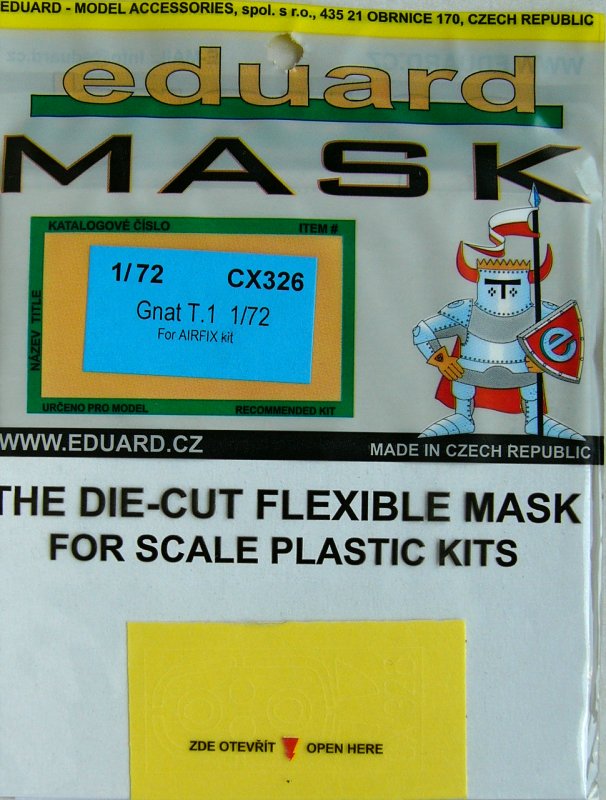 EDUARD - MODEL ACCESSORIES, spol. s r.o., 435 21 OBRNICE 170, CZECH REPUBLIC
eduard
MASK
KATALOGOVÉ ČÍSLO ITEM #
1/72 CX326
Gnat T.1 1/72
For AIRFIX kit
NÁZEV TITLE
URČENO PRO MODEL RECOMMENDED KIT
e
WWW.EDUARD.CZ MADE IN CZECH REPUBLIC
THE DIE-CUT FLEXIBLE MASK
FOR SCALE PLASTIC KITS
ZDE OTEVŘÍT OPEN HERE